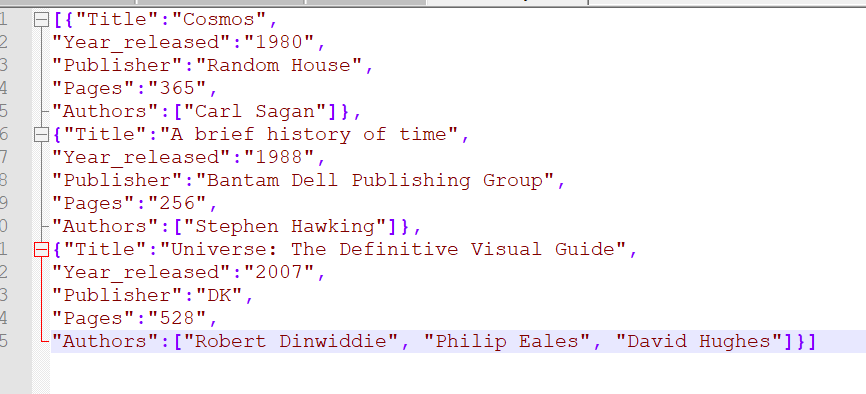 1 [{"Title":"Cosmos",
2 "Year_released":"1980",
3 "Publisher":"Random House",
4 "Pages":"365",
5 "Authors":["Carl Sagan"]},
6 {"Title":"A brief history of time",
7 "Year_released":"1988",
8 "Publisher":"Bantam Dell Publishing Group",
9 "Pages":"256",
0 "Authors":["Stephen Hawking"]},
1 {"Title":"Universe: The Definitive Visual Guide",
2 "Year_released":"2007",
3 "Publisher":"DK",
4 "Pages":"528",
5 "Authors":["Robert Dinwiddie", "Philip Eales", "David Hughes"]}]